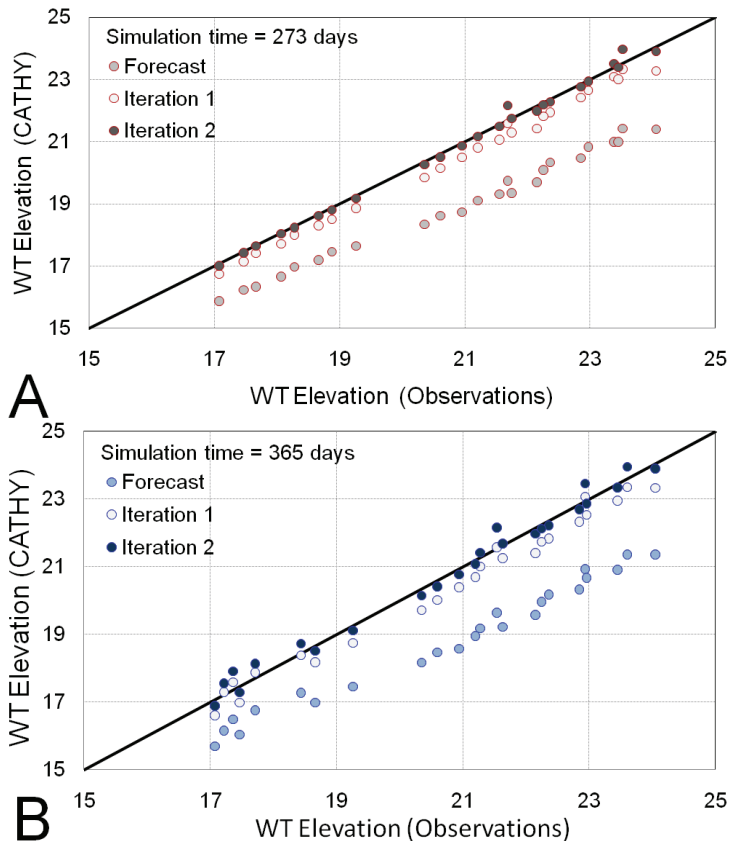 25
23
21
19
17
15
WT Elevation (CATHY)
Simulation time = 273 days
Forecast
Iteration 1
Iteration 2
15 17 19 21 23 25
WT Elevation (Observations)
A
25
23
21
19
17
15
WT Elevation (CATHY)
Simulation time = 365 days
Forecast
Iteration 1
Iteration 2
15 17 19 21 23 25
WT Elevation (Observations)
B